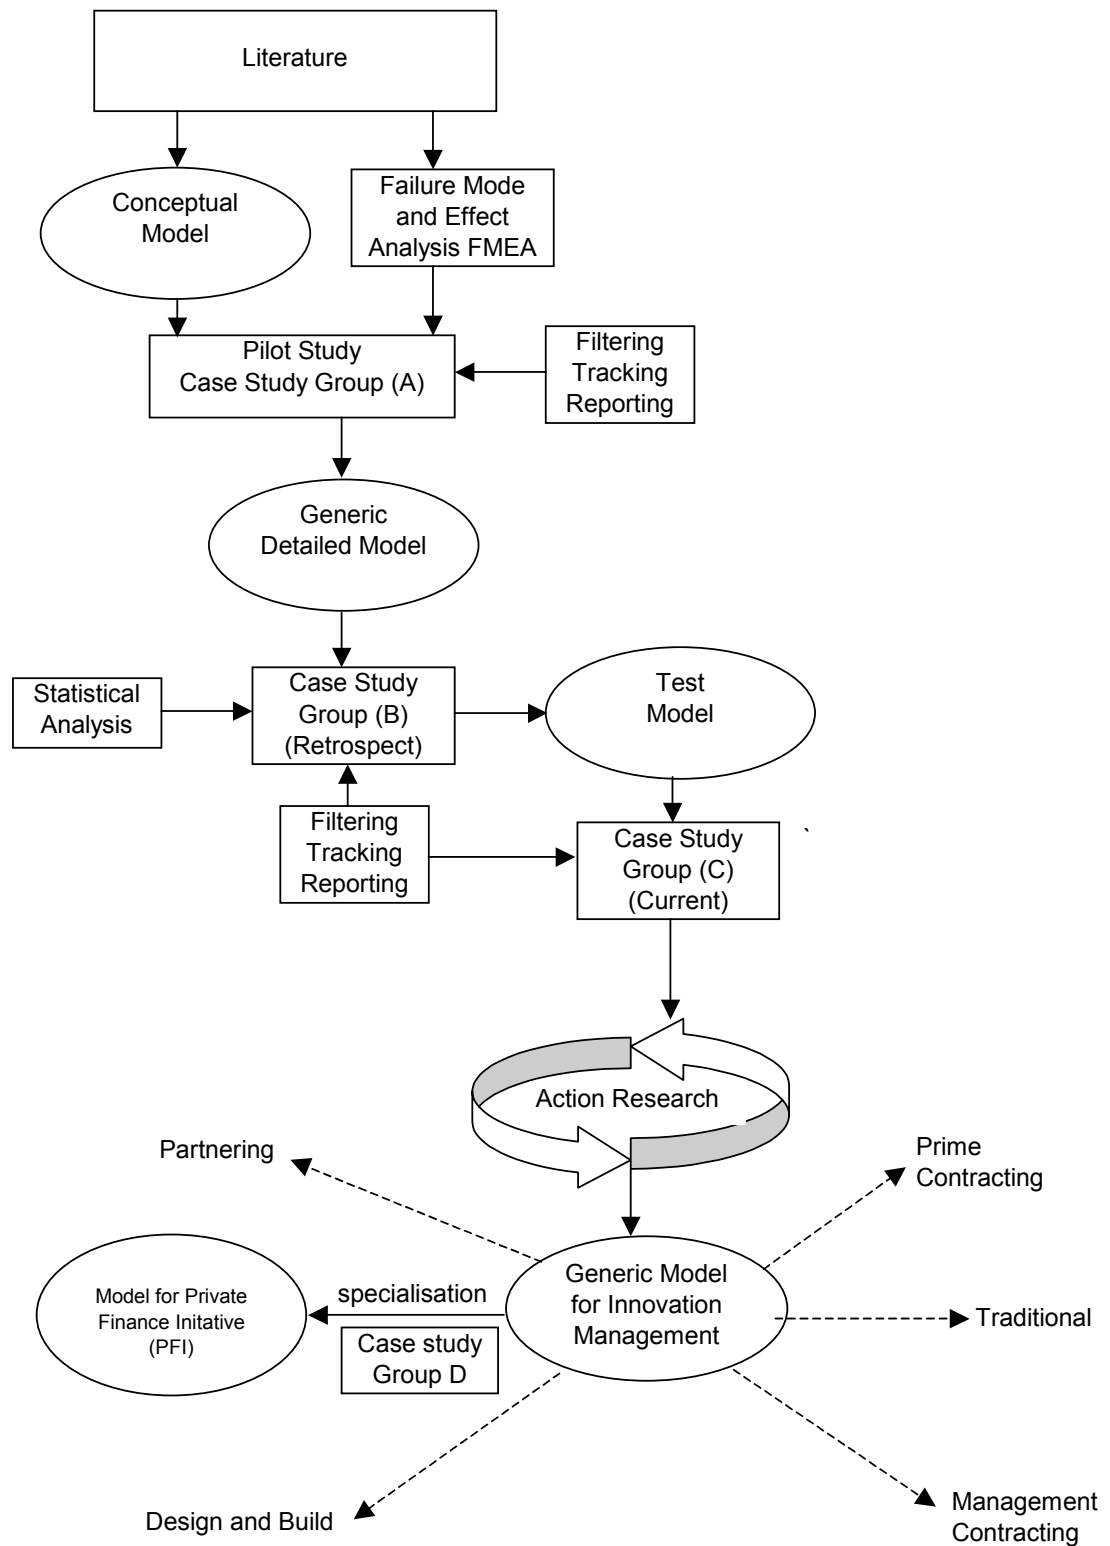 Literature
Conceptual
Model
Failure Mode
and Effect
Analysis FMEA
Pilot Study
Case Study Group (A)
Filtering
Tracking
Reporting
Generic
Detailed Model
Statistical
Analysis
Case Study
Group (B)
(Retrospect)
Test
Model
Filtering
Tracking
Reporting
Case Study
Group (C)
(Current)
`
Action Research
Partnering
Prime
Contracting
Model for Private
Finance Initative
(PFI)
specialisation
Case study
Group D
Generic Model
for Innovation
Management
Traditional
Design and Build
Management
Contracting